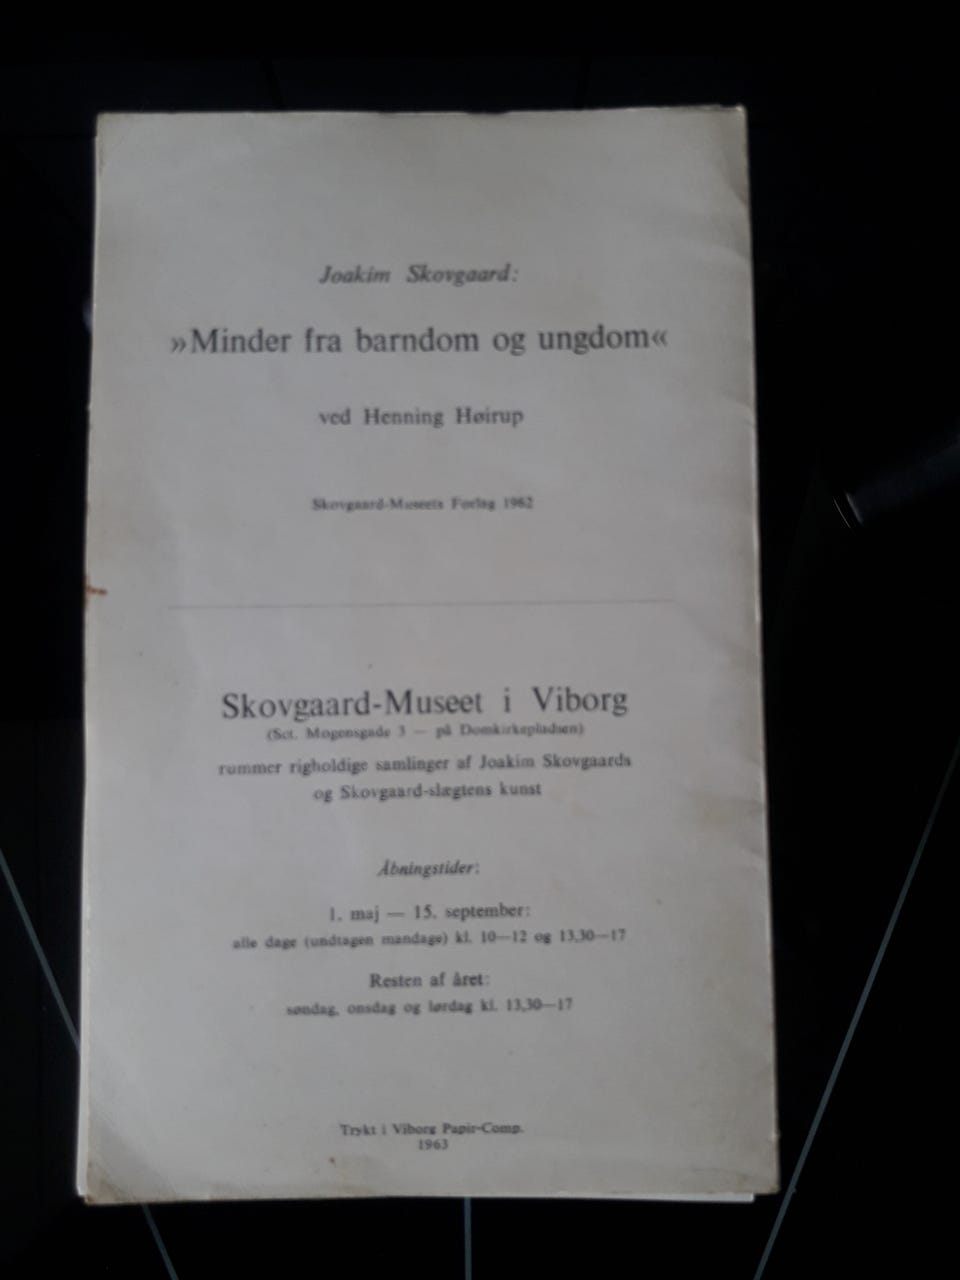 Joakim Skovgaard:
»Minder fra barndom og ungdom«
ved Henning Høirup
Skovgaard-Museets Forlag 1962
Skovgaard-Museet i Viborg
(Sct. Mogensgade 3 — på Domkirkepladsen)
rummer righoldige samlinger af Joakim Skovgaards
og Skovgaard-slægtens kunst
Åbningstider:
1. maj — 15. september:
alle dage (undtagen mandage) kl. 10—12 og 13,30—17
Resten af året:
søndag, onsdag og lørdag kl. 13,30—17
Trykt i Viborg Papir-Comp.
1963